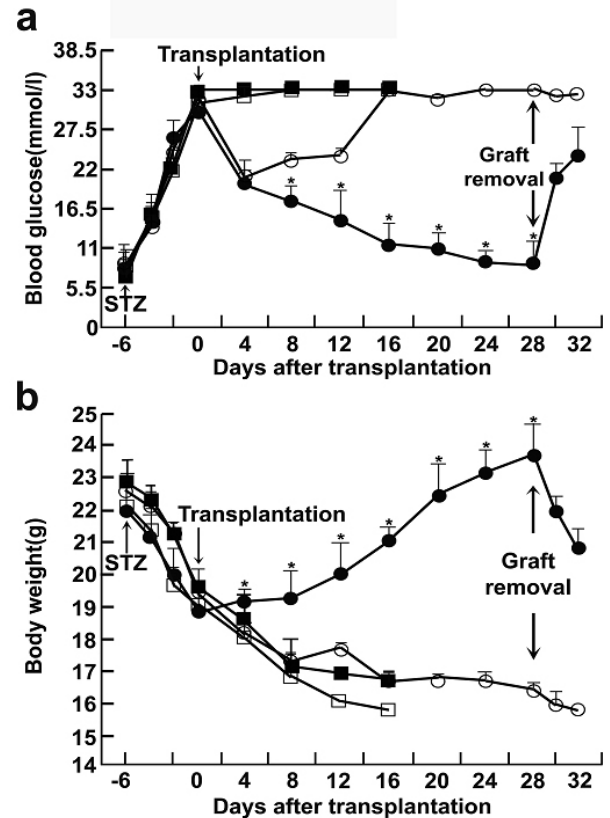 a
Blood glucose(mmol/l)
38.5
33
27.5
22
16.5
11
5.5
0
Transplantation
STZ
* * * * * *
Graft
removal
-6 0 4 8 12 16 20 24 28 32
Days after transplantation
b
Body weight(g)
25
24
23
22
21
20
19
18
17
16
15
14
Transplantation
STZ
* * * * * * *
Graft
removal
-6 0 4 8 12 16 20 24 28 32
Days after transplantation